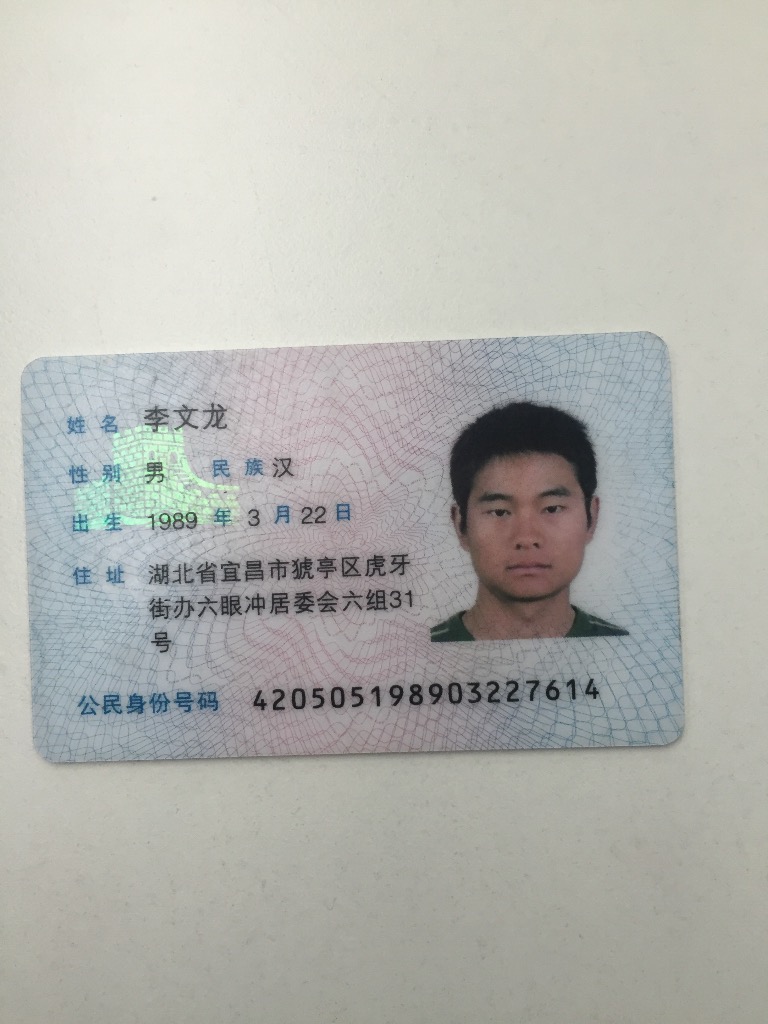 姓名 李文龙
性别 男 民族 汉
出生 1989 年 3 月 22 日
住址 湖北省宜昌市猇亭区虎牙
街办六眼冲居委会六组31
号
公民身份号码 420505198903227614